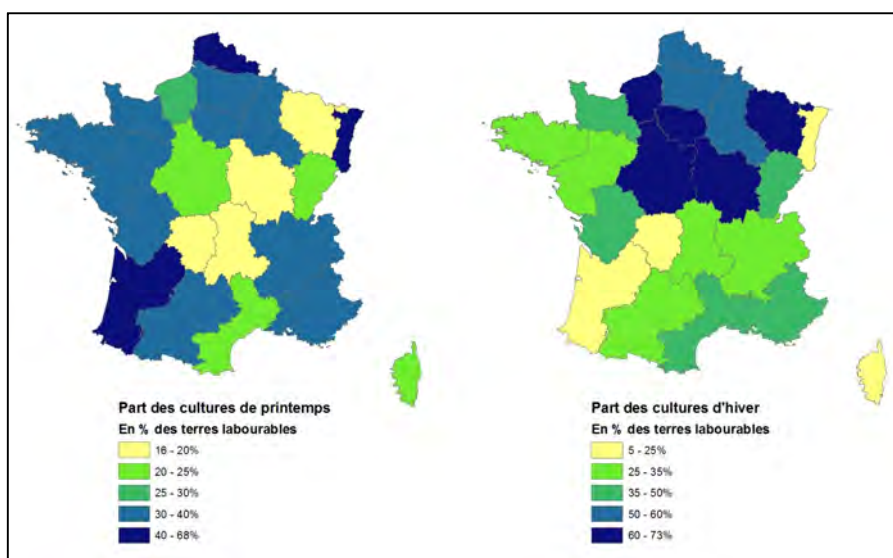 Part des cultures de printemps
En % des terres labourables
16 - 20%
20 - 25%
25 - 30%
30 - 40%
40 - 68%
Part des cultures d'hiver
En % des terres labourables
5 - 25%
25 - 35%
35 - 50%
50 - 60%
60 - 73%